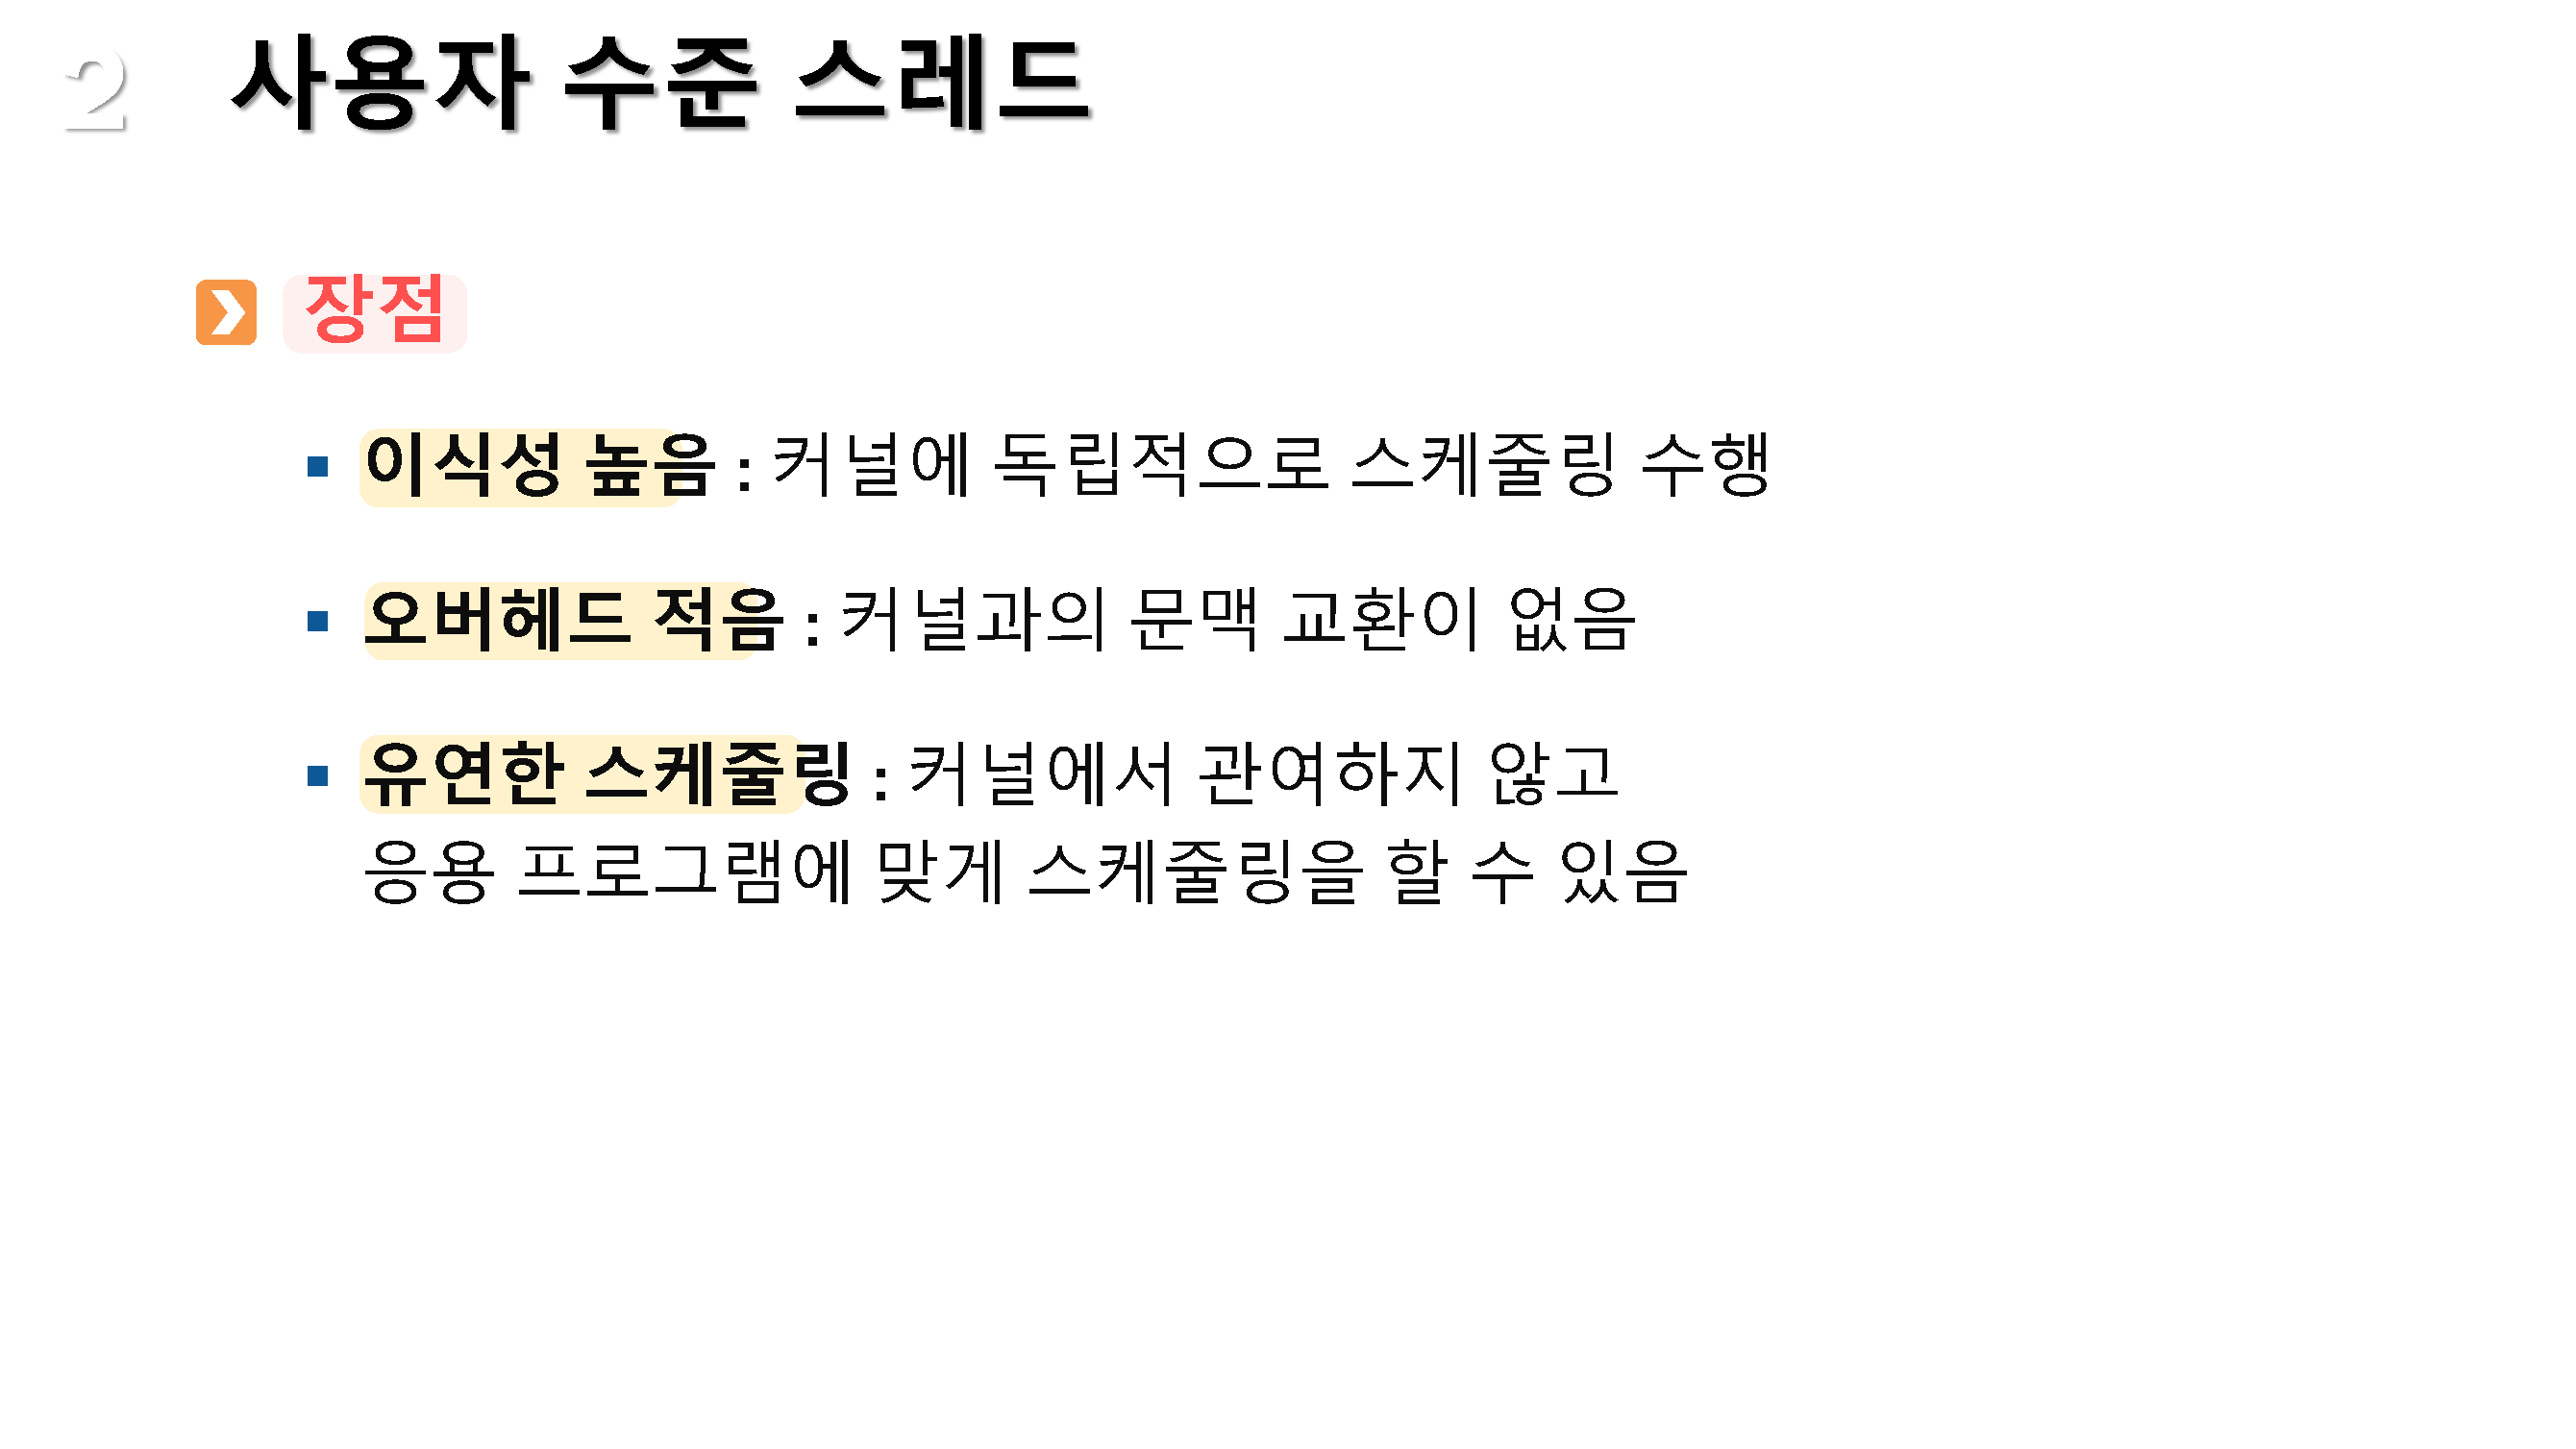 2 사용자 수준 스레드
장점
이식성 높음 : 커널에 독립적으로 스케줄링 수행
오버헤드 적음 : 커널과의 문맥 교환이 없음
유연한 스케줄링 : 커널에서 관여하지 않고
응용 프로그램에 맞게 스케줄링을 할 수 있음